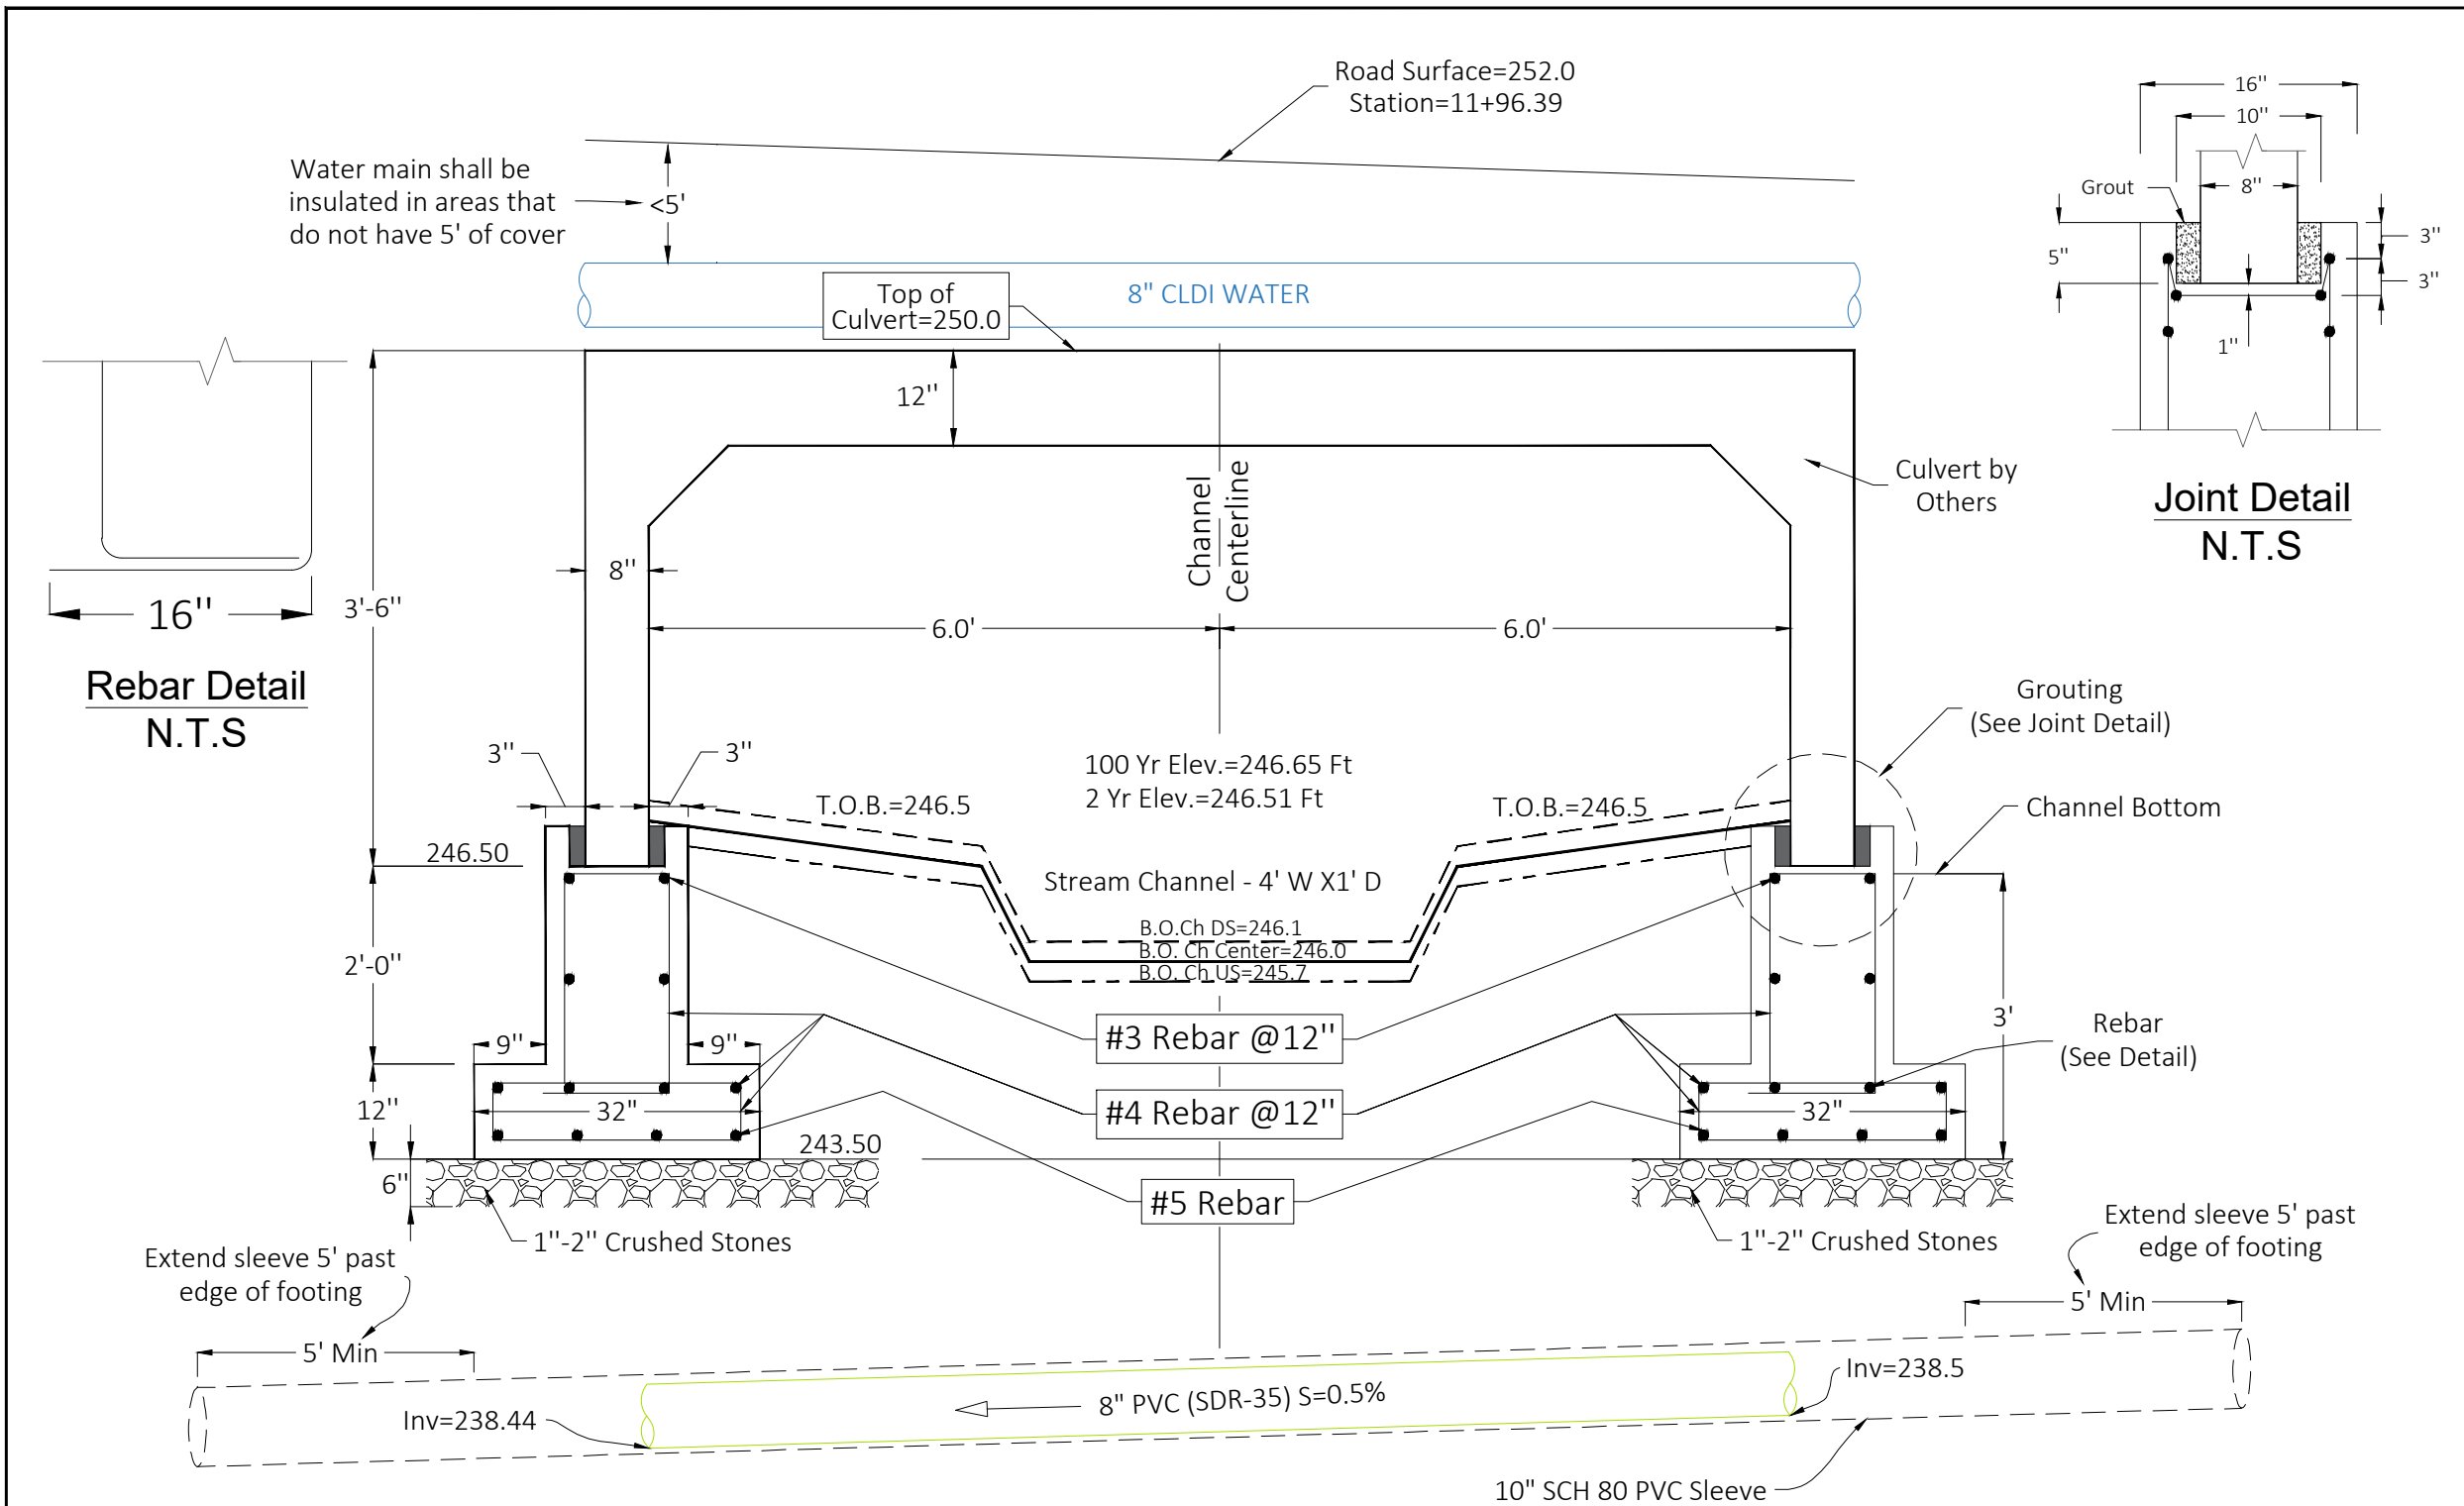 Road Surface=252.0
Station=11+96.39
Water main shall be
insulated in areas that
do not have 5' of cover
<5'
8" CLDI WATER
Top of
Culvert=250.0
12"
16"
10"
8"
Grout
5"
3"
3"
1"
Joint Detail
N.T.S
Culvert by
Others
Channel
Centerline
8"
3'-6"
16"
Rebar Detail
N.T.S
6.0'
6.0'
Grouting
(See Joint Detail)
3"
3"
100 Yr Elev.=246.65 Ft
2 Yr Elev.=246.51 Ft
T.O.B.=246.5
T.O.B.=246.5
Channel Bottom
246.50
Stream Channel - 4' W X1' D
B.O.Ch DS=246.1
B.O. Ch Center=246.0
B.O. Ch US=245.7
2'-0"
9"
9"
#3 Rebar @12"
3'
Rebar
(See Detail)
12"
32"
#4 Rebar @12"
32"
243.50
6"
#5 Rebar
1"-2" Crushed Stones
1"-2" Crushed Stones
Extend sleeve 5' past
edge of footing
Extend sleeve 5' past
edge of footing
5' Min
5' Min
Inv=238.44
8" PVC (SDR-35) S=0.5%
Inv=238.5
10" SCH 80 PVC Sleeve